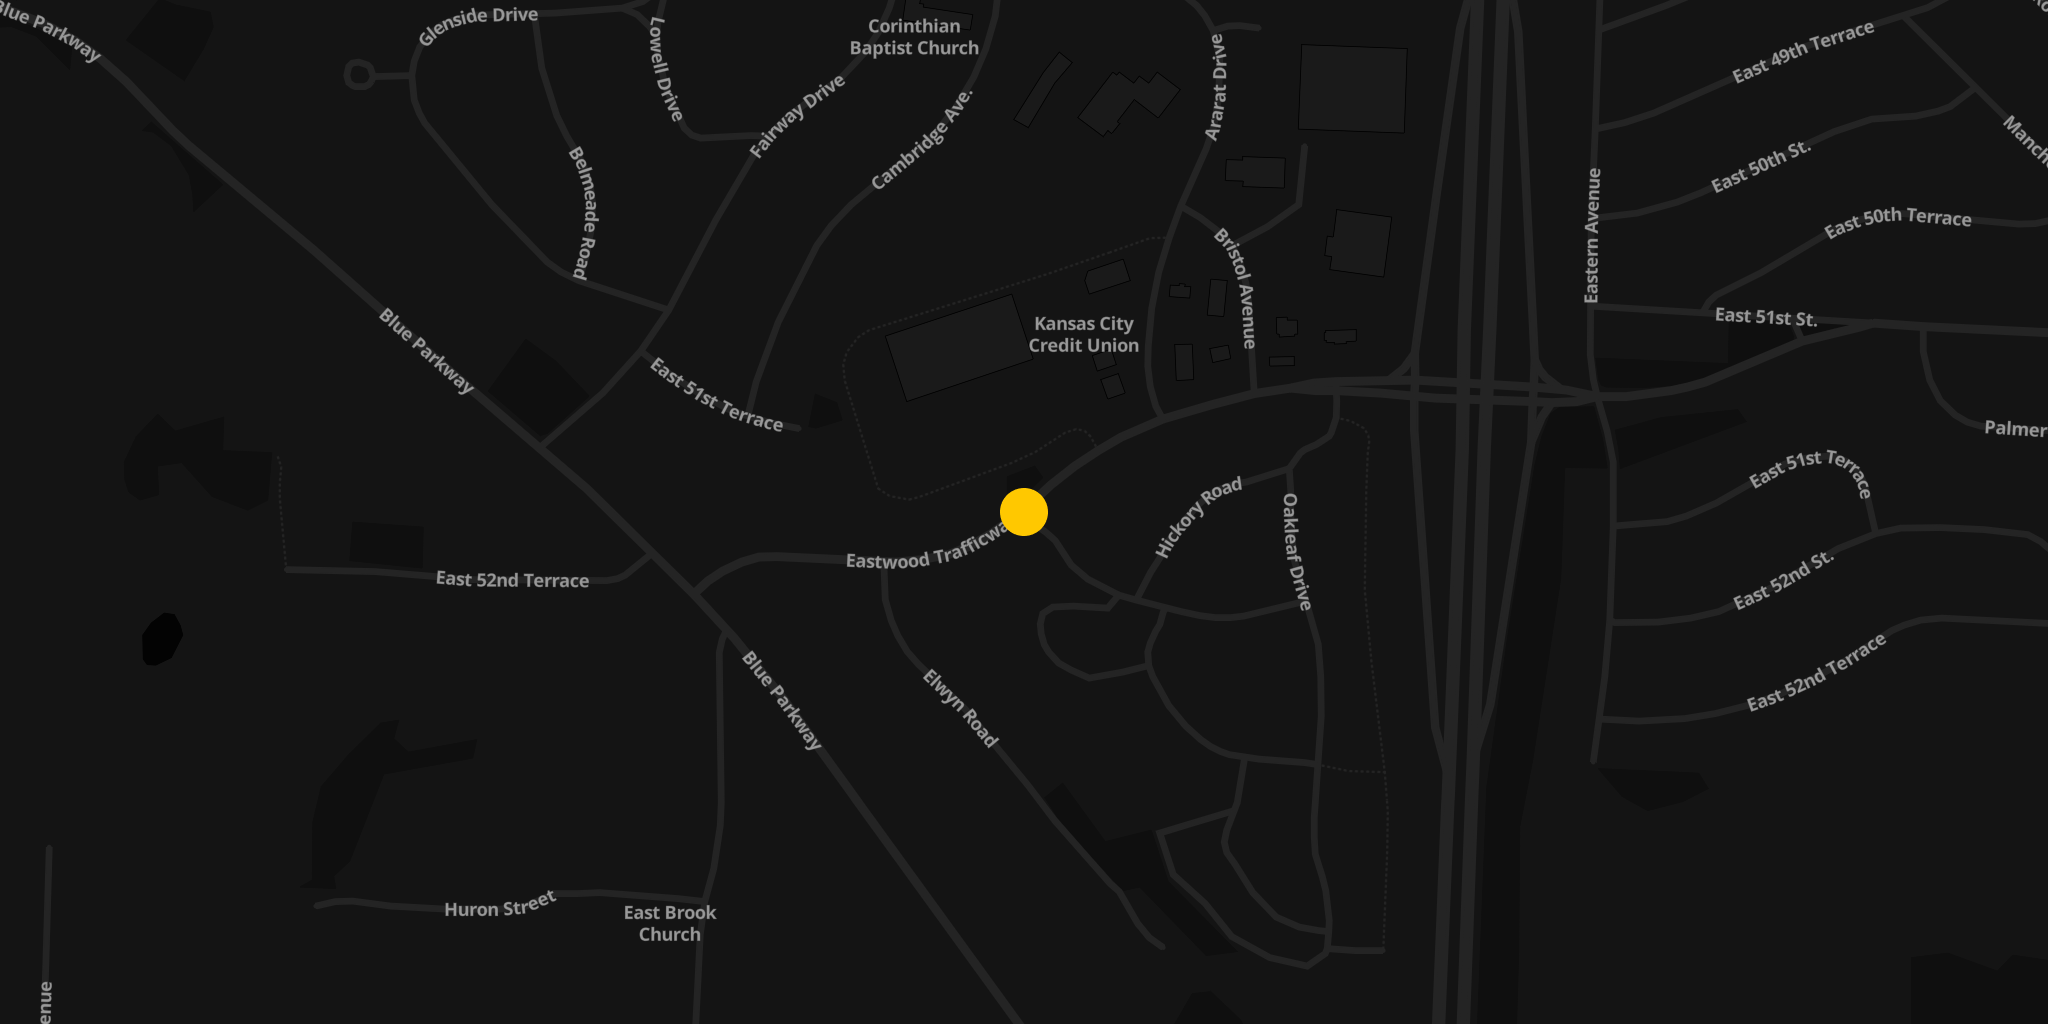 Blue Parkway
Glenside Drive
Lowell Drive
Corinthian
Baptist Church
Fairway Drive
Cambridge Ave.
Ararat Drive
East 49th Terrace
East 50th St.
East 50th Terrace
Belmeade Road
Eastern Avenue
Bristol Avenue
Blue Parkway
Kansas City
Credit Union
East 51st St.
East 51st Terrace
Palmer
East 51st Terrace
Hickory Road
Oakleaf Drive
Eastwood Trafficwa
East 52nd Terrace
East 52nd St.
East 52nd Terrace
Blue Parkway
Elwyn Road
Huron Street
East Brook
Church
enue